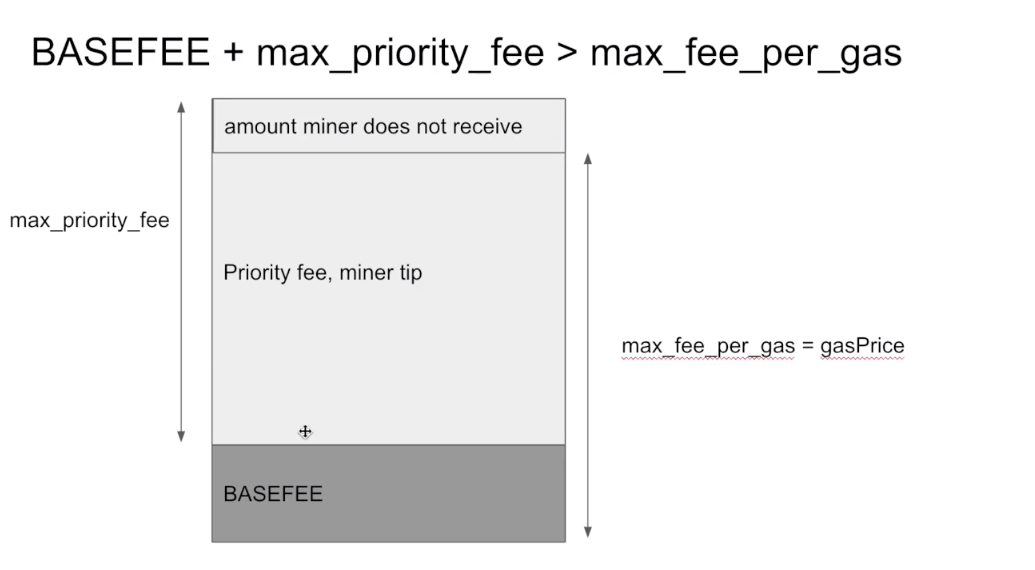 BASEFEE + max_priority_fee > max_fee_per_gas
amount miner does not receive
max_priority_fee
Priority fee, miner tip
max_fee_per_gas = gasPrice
BASEFEE